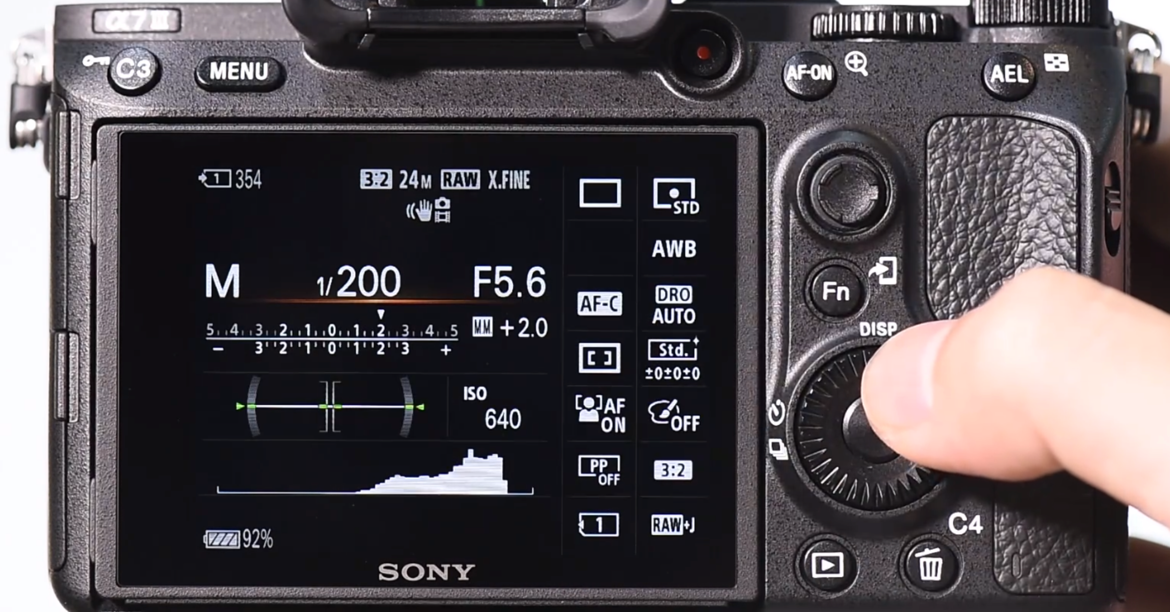 α7III
C3
MENU
AF-ON
AEL
1 354
3:2 24M RAW X.FINE
STD
AWB
M 1/200 F5.6
AF-C
DRO
AUTO
5·4·3·2·1·0·1·2·3·4·5
MM +2.0
− 3·2·1·0·1·2·3 +
Std.
±0±0±0
ISO
640
AF
ON
OFF
PP
OFF
3:2
92%
1
RAW+J
SONY
Fn
DISP
C4